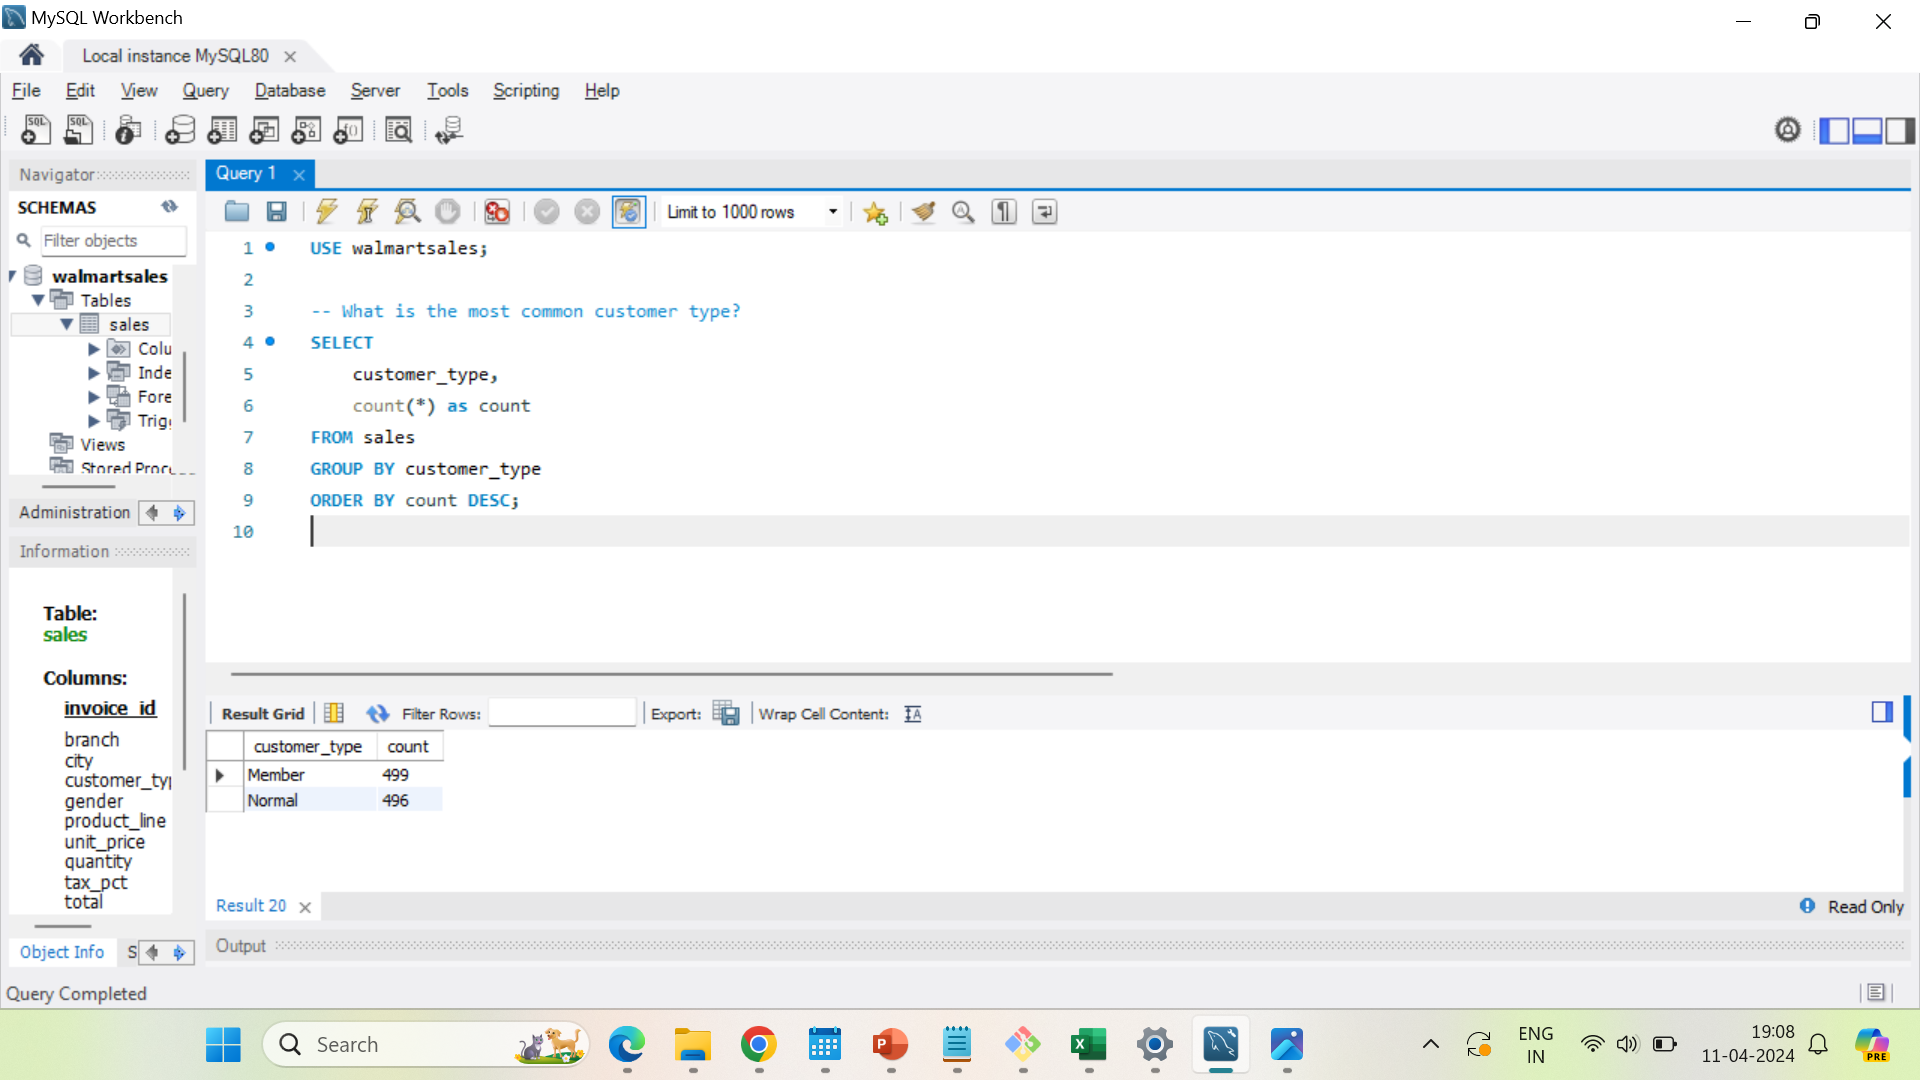 MySQL Workbench
Local instance MySQL80
File Edit View Query Database Server Tools Scripting Help
Navigator
SCHEMAS
Filter objects
walmartsales
Tables
sales
Colu
Inde
Fore
Trig
Views
Stored Proc
Administration
Information
Table:
sales
Columns:
invoice_id
branch
city
customer_ty
gender
product_line
unit_price
quantity
tax_pct
total
Object Info S
Query 1
Limit to 1000 rows
1 USE walmartsales;
2
3 -- What is the most common customer type?
4 SELECT
5 customer_type,
6 count(*) as count
7 FROM sales
8 GROUP BY customer_type
9 ORDER BY count DESC;
10
Result Grid Filter Rows: Export: Wrap Cell Content:
customer_type count
Member 499
Normal 496
Result 20
Read Only
Output
Query Completed
Search
ENG
IN
19:08
11-04-2024
PRE